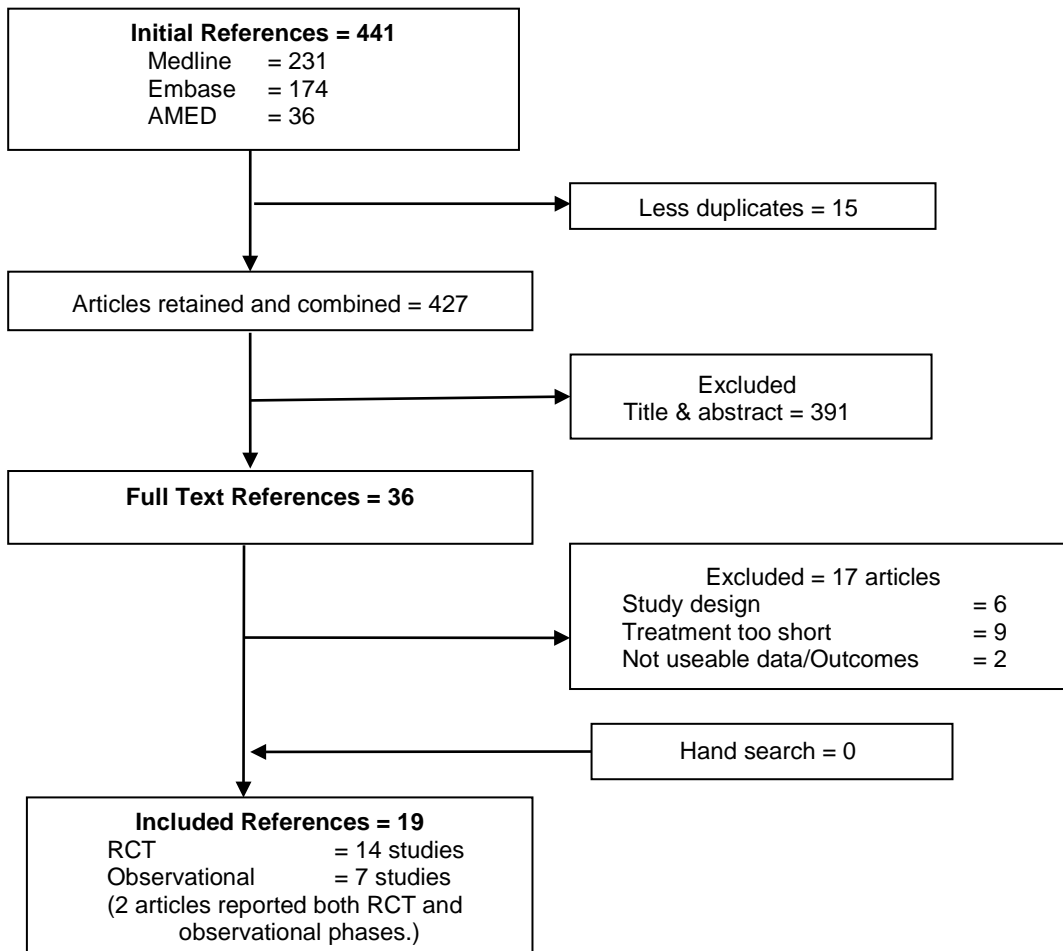 Initial References = 441
Medline = 231
Embase = 174
AMED = 36
Less duplicates = 15
Articles retained and combined = 427
Excluded
Title & abstract = 391
Full Text References = 36
Excluded = 17 articles
Study design = 6
Treatment too short = 9
Not useable data/Outcomes = 2
Hand search = 0
Included References = 19
RCT = 14 studies
Observational = 7 studies
(2 articles reported both RCT and
observational phases.)